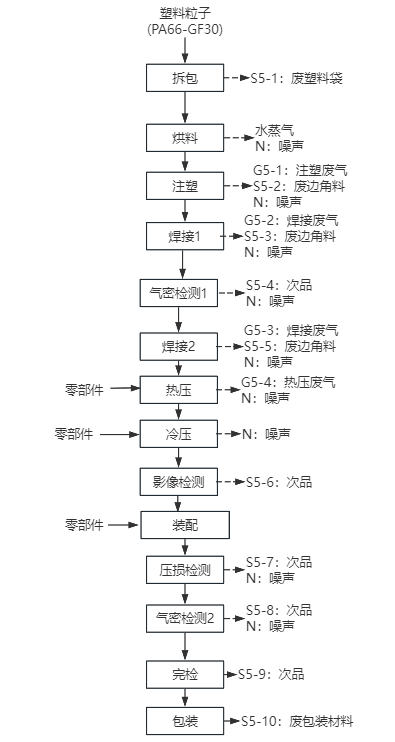 塑料粒子
(PA66-GF30)
拆包
S5-1：废塑料袋
烘料
水蒸气
N：噪声
注塑
G5-1：注塑废气
S5-2：废边角料
N：噪声
焊接1
G5-2：焊接废气
S5-3：废边角料
N：噪声
气密检测1
S5-4：次品
N：噪声
焊接2
G5-3：焊接废气
S5-5：废边角料
N：噪声
零部件
热压
G5-4：热压废气
N：噪声
零部件
冷压
N：噪声
影像检测
S5-6：次品
零部件
装配
压损检测
S5-7：次品
N：噪声
气密检测2
S5-8：次品
N：噪声
完检
S5-9：次品
包装
S5-10：废包装材料